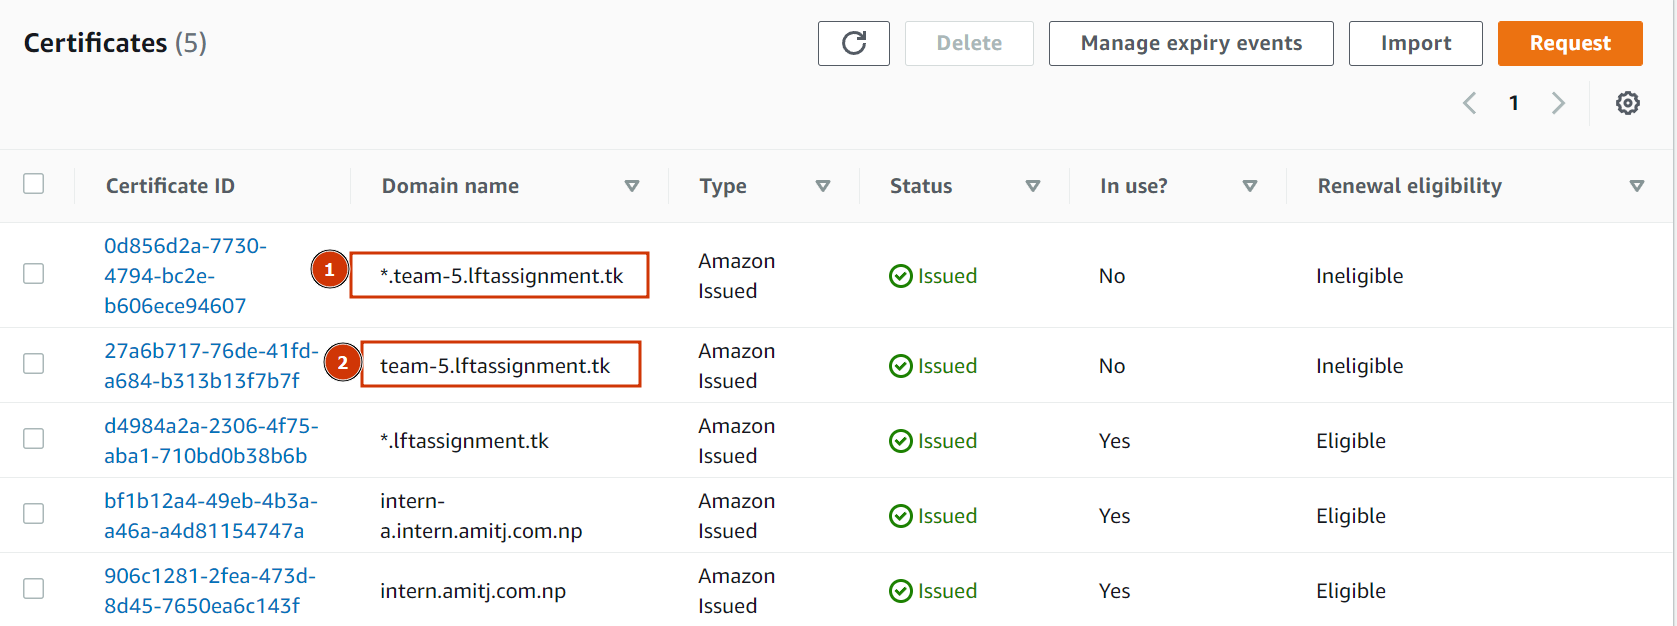 Certificates (5)
Delete
Manage expiry events
Import
Request
1
Certificate ID
Domain name
Type
Status
In use?
Renewal eligibility
0d856d2a-7730-
4794-bc2e-
b606ece94607
1
*.team-5.lftassignment.tk
Amazon
Issued
Issued
No
Ineligible
27a6b717-76de-41fd-
a684-b313b13f7b7f
2
team-5.lftassignment.tk
Amazon
Issued
Issued
No
Ineligible
d4984a2a-2306-4f75-
aba1-710bd0b38b6b
*.lftassignment.tk
Amazon
Issued
Issued
Yes
Eligible
bf1b12a4-49eb-4b3a-
a46a-a4d81154747a
intern-
a.intern.amitj.com.np
Amazon
Issued
Issued
Yes
Eligible
906c1281-2fea-473d-
8d45-7650ea6c143f
intern.amitj.com.np
Amazon
Issued
Issued
Yes
Eligible